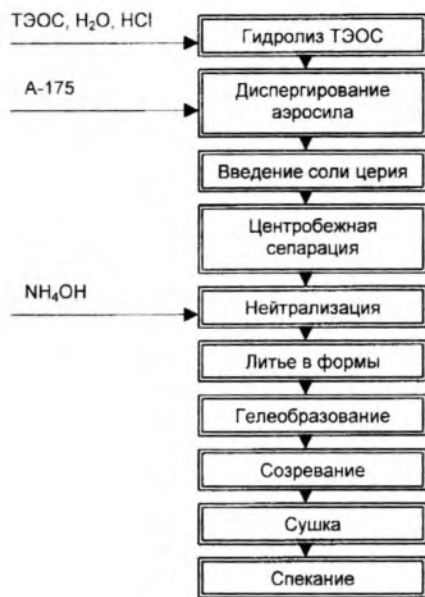 ТЭОС, H₂O, HCl
Гидролиз ТЭОС
А-175
Диспергирование
аэросила
Введение соли церия
Центробежная
сепарация
NH₄OH
Нейтрализация
Литье в формы
Гелеобразование
Созревание
Сушка
Спекание